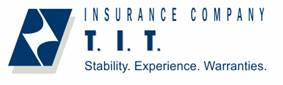 INSURANCE COMPANY
T. I. T.
Stability. Experience. Warranties.